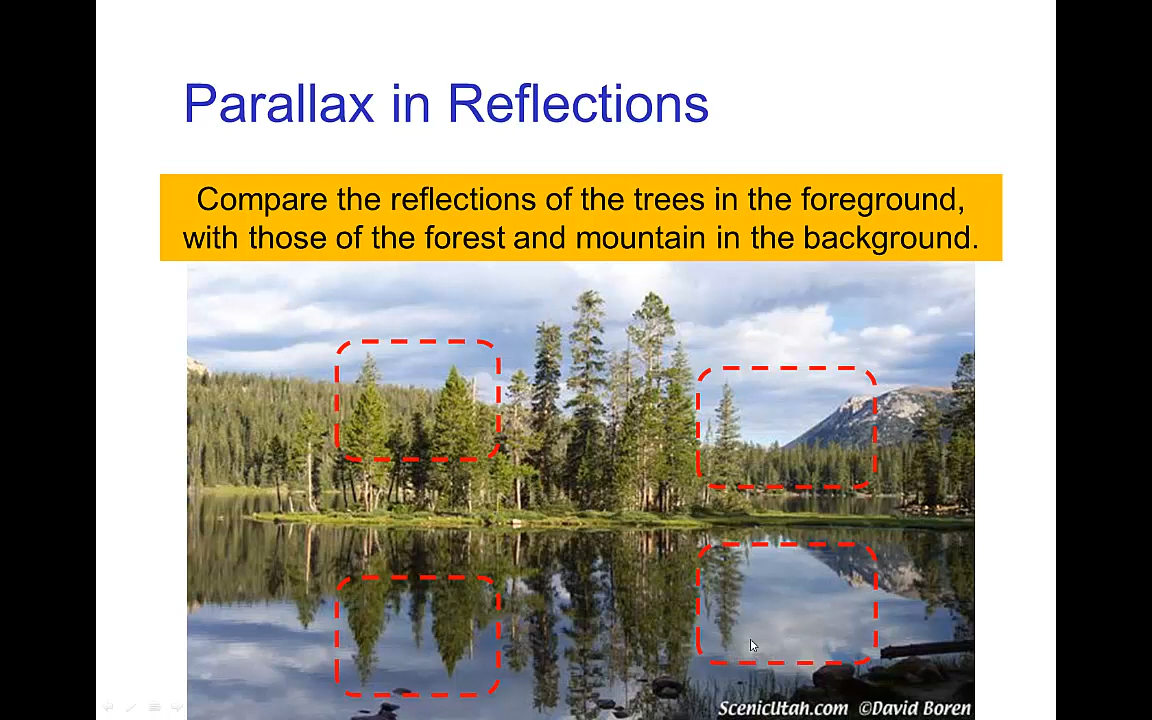 Parallax in Reflections
Compare the reflections of the trees in the foreground,
with those of the forest and mountain in the background.
ScenicUtah.com ©David Boren